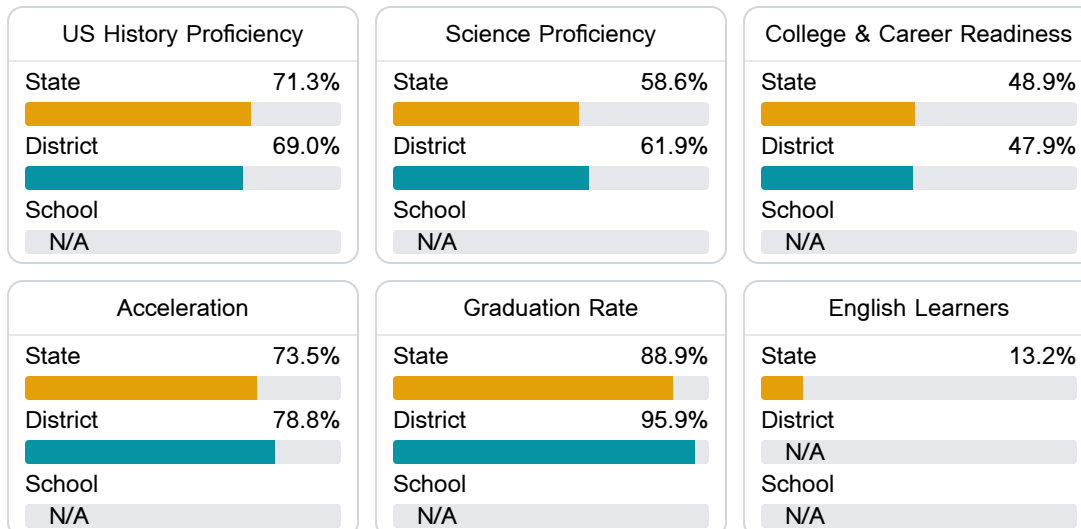 US History Proficiency
State 71.3%
District 69.0%
School
N/A
Science Proficiency
State 58.6%
District 61.9%
School
N/A
College & Career Readiness
State 48.9%
District 47.9%
School
N/A
Acceleration
State 73.5%
District 78.8%
School
N/A
Graduation Rate
State 88.9%
District 95.9%
School
N/A
English Learners
State 13.2%
District
N/A
School
N/A